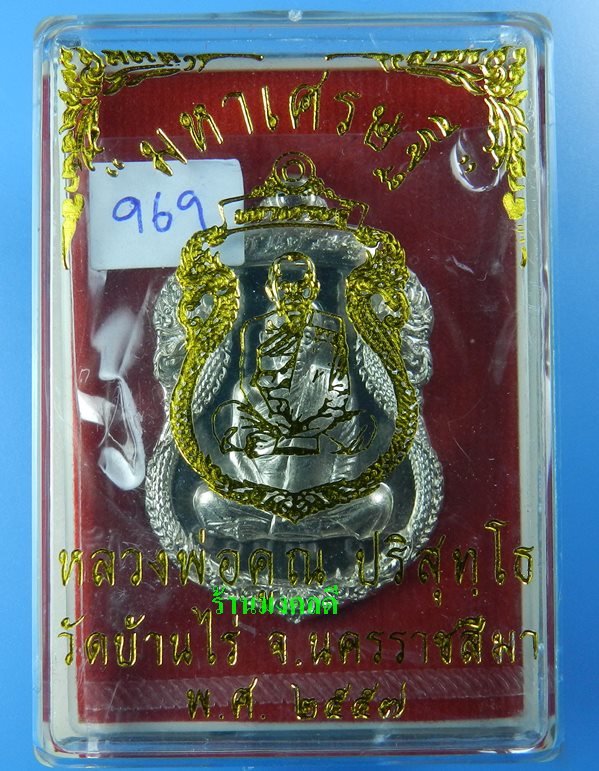 "มหาเศรษฐี"
969
หลวงพ่อคูณ ปริสุทฺโธ
ร้านมงคลดี
วัดบ้านไร่ จ.นครราชสีมา
พ.ศ. ๒๕๕๗